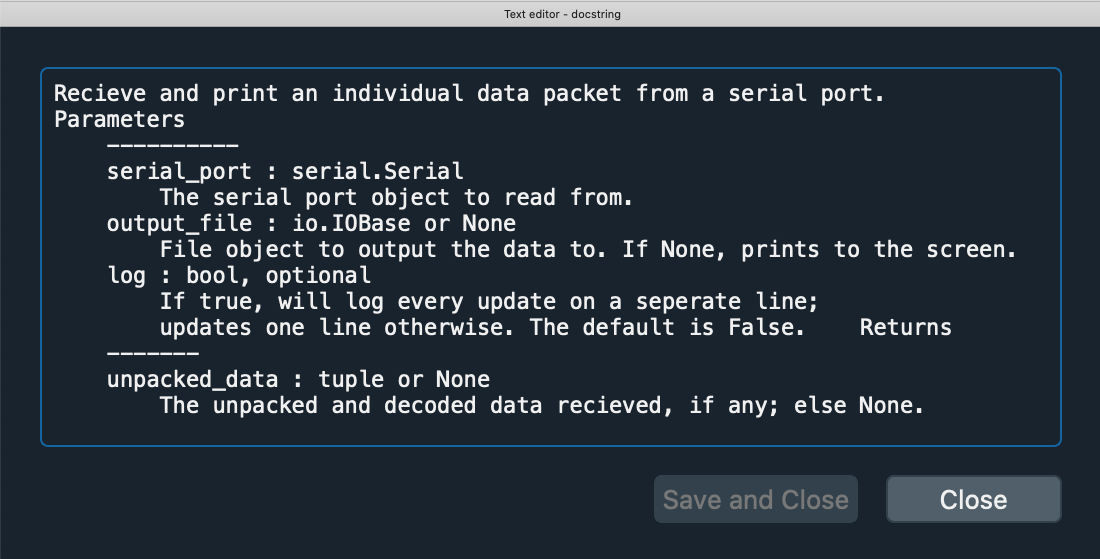 Text editor - docstring
Recieve and print an individual data packet from a serial port.
Parameters
----------
serial_port : serial.Serial
The serial port object to read from.
output_file : io.IOBase or None
File object to output the data to. If None, prints to the screen.
log : bool, optional
If true, will log every update on a seperate line;
updates one line otherwise. The default is False.    Returns
-------
unpacked_data : tuple or None
The unpacked and decoded data recieved, if any; else None.
Save and Close
Close